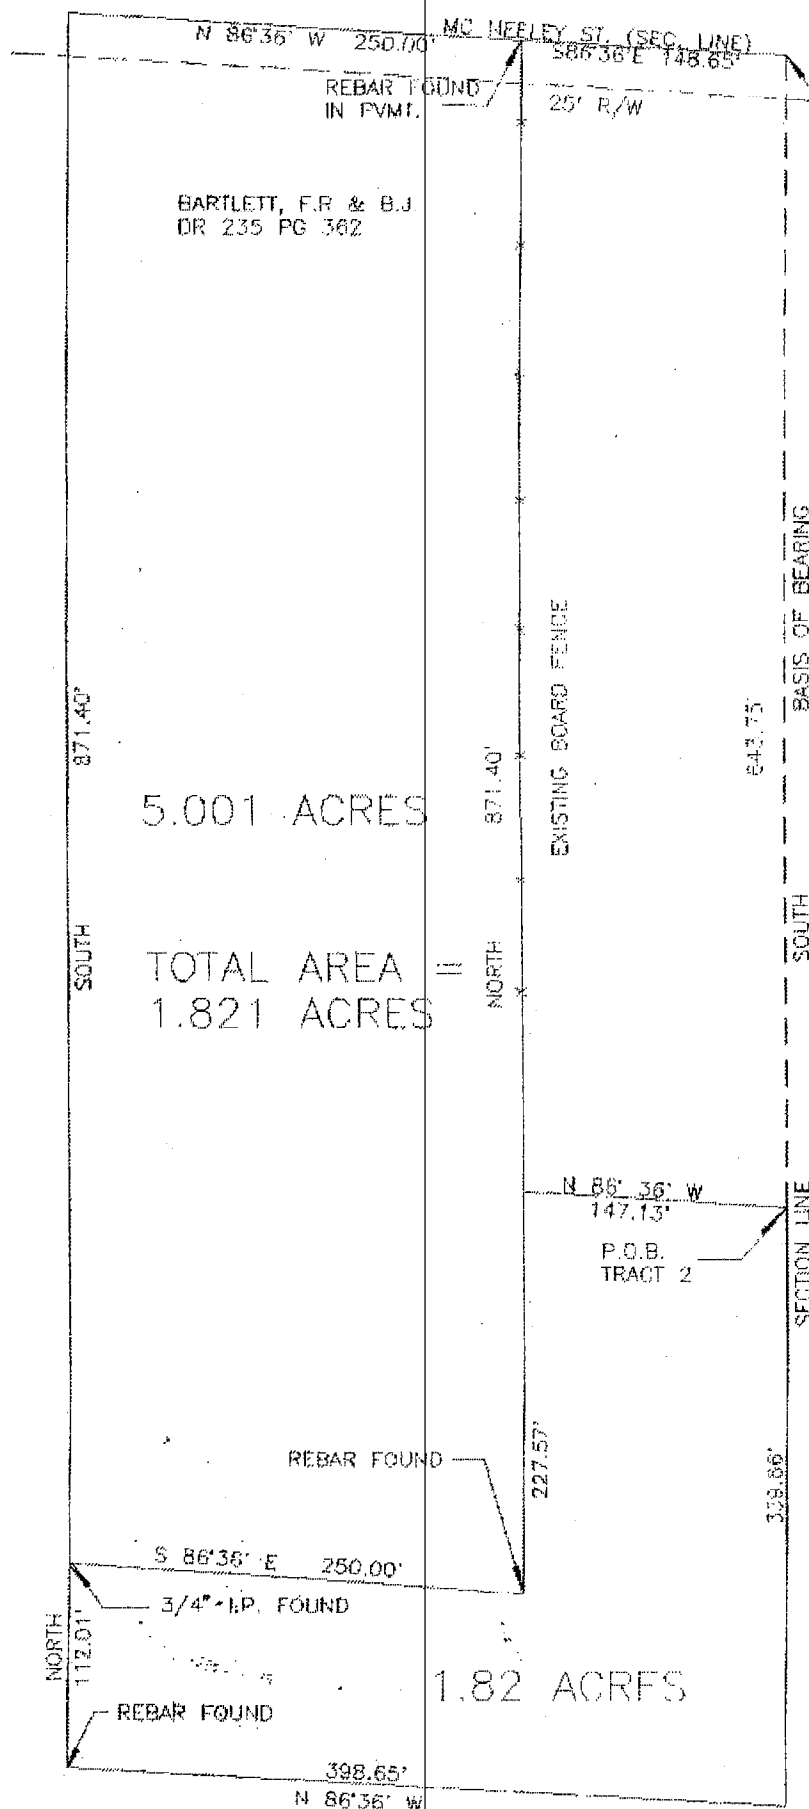 N 86°36' W 250.00'
MC NEELEY ST. (SEC. LINE)
S86°36'E 148.65'
REBAR FOUND
IN PVMT.
25' R/W
BARTLETT, F.R & B.J.
DR 235 PG 362
BASIS OF BEARING
EXISTING BOARD FENCE
643.75'
871.40'
871.40'
5.001 ACRES
SOUTH
NORTH
SOUTH
TOTAL AREA =
1.821 ACRES
N 86° 36' W
147.13'
P.O.B.
TRACT 2
SECTION LINE
REBAR FOUND
227.57'
339.66'
S 86°36' E 250.00'
3/4" I.P. FOUND
NORTH
112.01'
1.82 ACRES
REBAR FOUND
398.65'
N 86°36' W